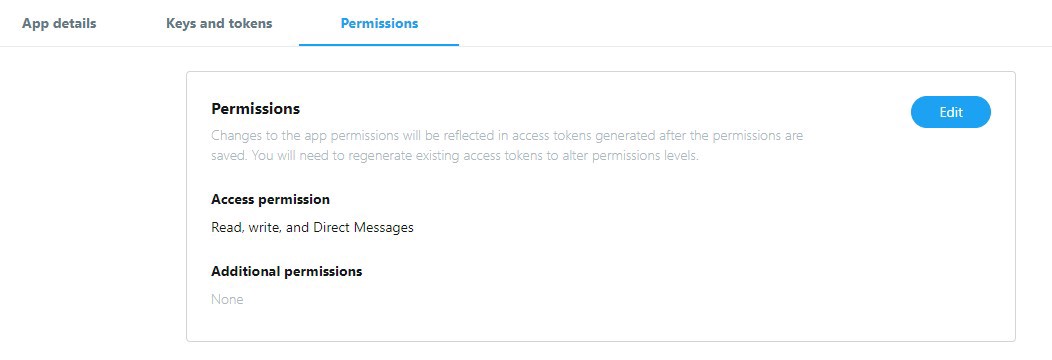 App details
Keys and tokens
Permissions
Permissions
Edit
Changes to the app permissions will be reflected in access tokens generated after the permissions are
saved. You will need to regenerate existing access tokens to alter permissions levels.
Access permission
Read, write, and Direct Messages
Additional permissions
None